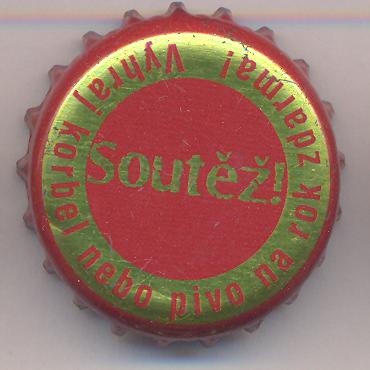 Soutěž!
Vyhraj korbel nebo pivo na rok zdarma!